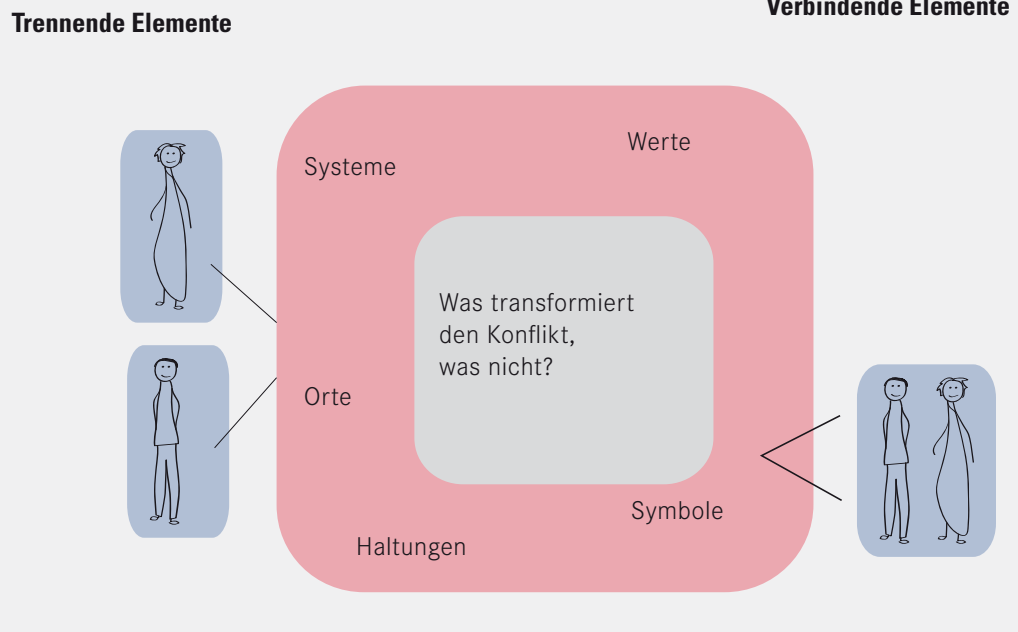 Trennende Elemente
Verbindende Elemente
Systeme
Werte
Was transformiert
den Konflikt,
was nicht?
Orte
Symbole
Haltungen